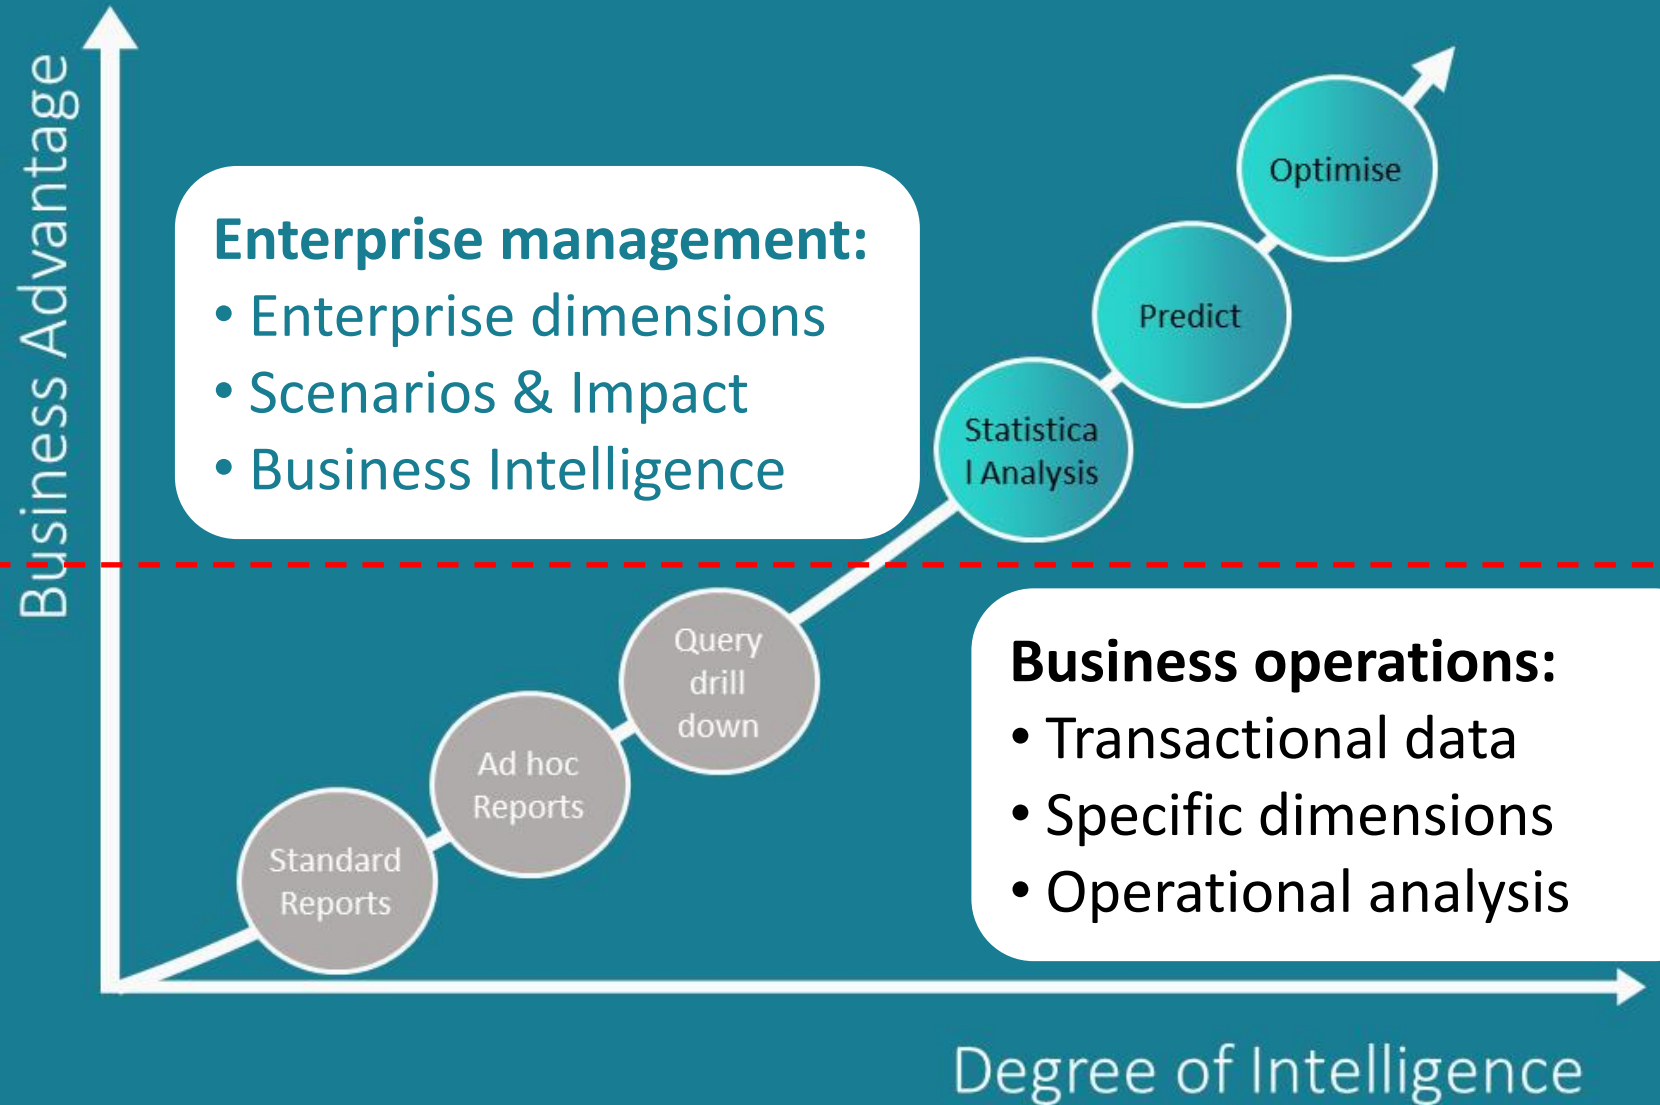 Business Advantage
Optimise
Enterprise management:
• Enterprise dimensions
• Scenarios & Impact
• Business Intelligence
Predict
Statistica
l Analysis
Query
drill
down
Ad hoc
Reports
Standard
Reports
Business operations:
• Transactional data
• Specific dimensions
• Operational analysis
Degree of Intelligence